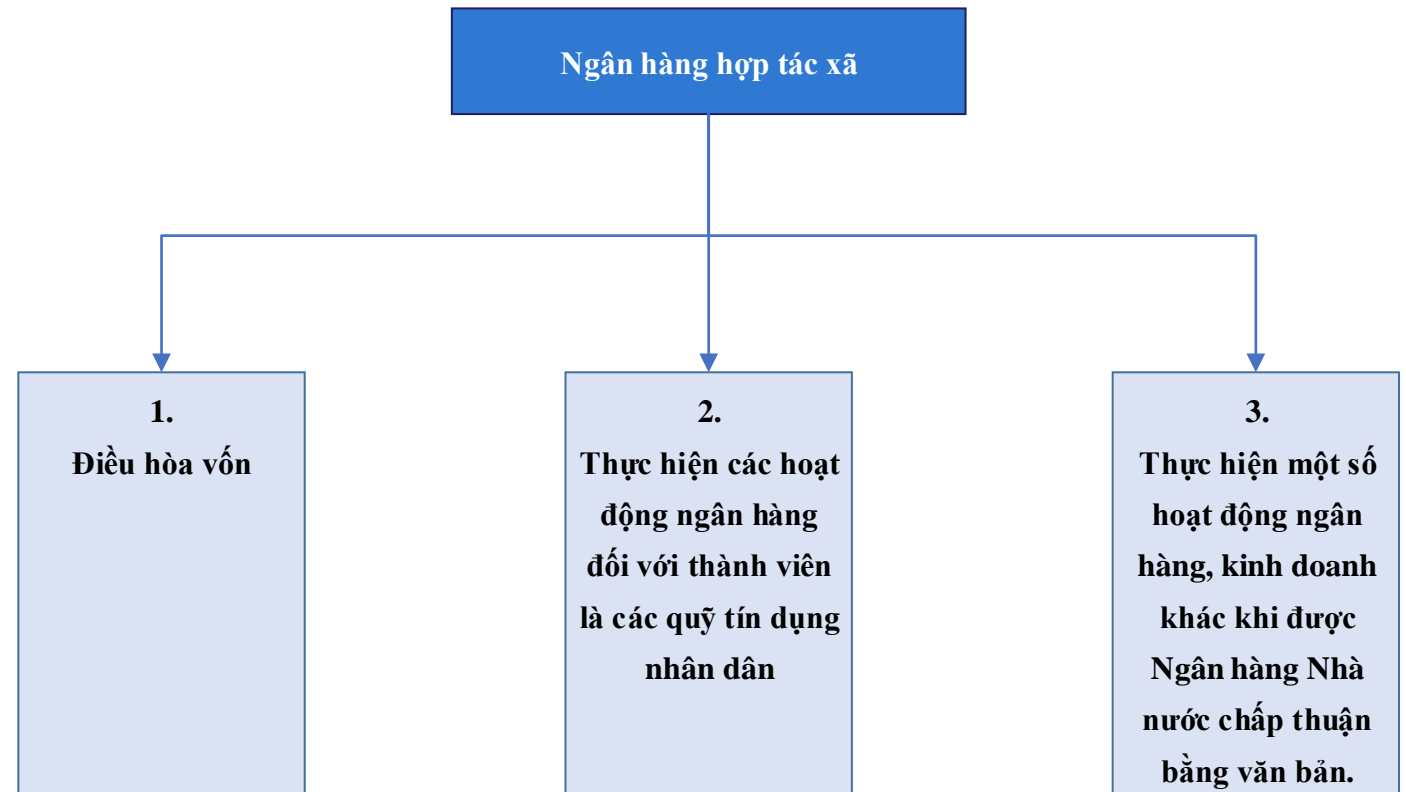 Ngân hàng hợp tác xã
1.
Điều hòa vốn
2.
Thực hiện các hoạt
động ngân hàng
đối với thành viên
là các quỹ tín dụng
nhân dân
3.
Thực hiện một số
hoạt động ngân
hàng, kinh doanh
khác khi được
Ngân hàng Nhà
nước chấp thuận
bằng văn bản.